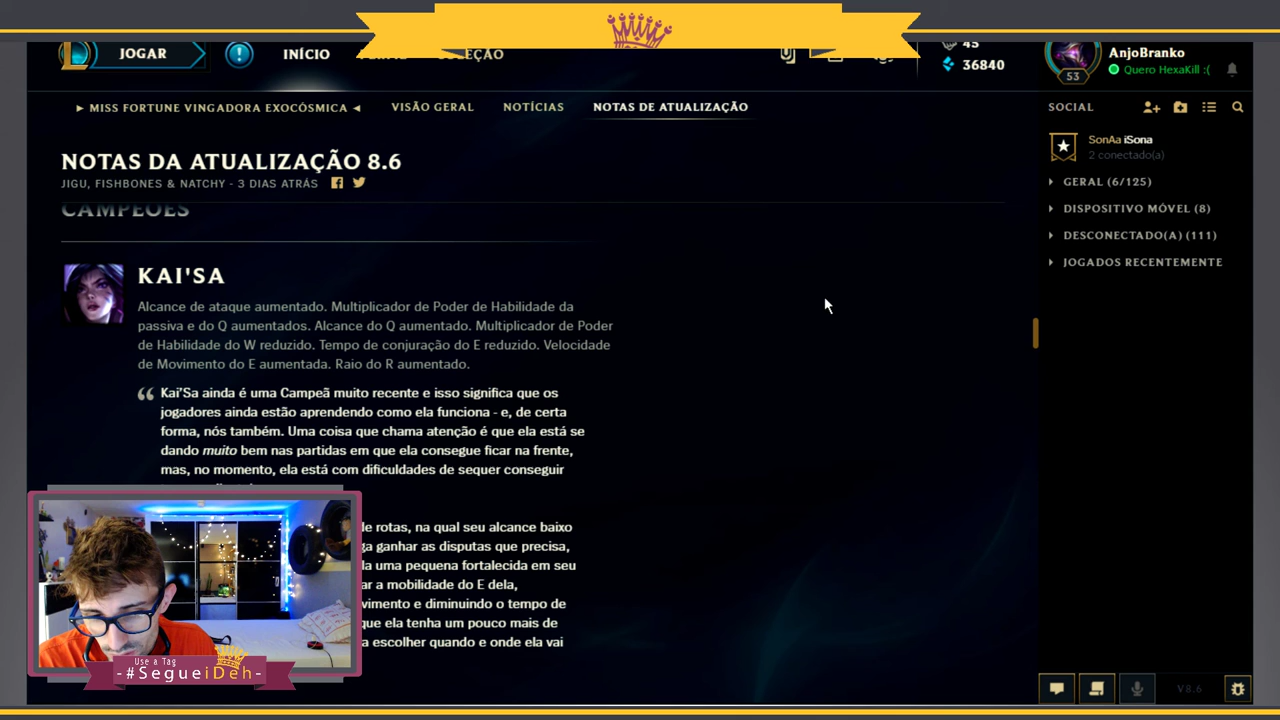 JOGAR
INÍCIO
45
36840
AnjoBranko
53
Quero HexaKill :(
► MISS FORTUNE VINGADORA EXOCÓSMICA ◄
VISÃO GERAL
NOTÍCIAS
NOTAS DE ATUALIZAÇÃO
SOCIAL
NOTAS DA ATUALIZAÇÃO 8.6
JIGU, FISHBONES & NATCHY - 3 DIAS ATRÁS
CAMPEÕES
KAI'SA
Alcance de ataque aumentado. Multiplicador de Poder de Habilidade da
passiva e do Q aumentados. Alcance do Q aumentado. Multiplicador de Poder
de Habilidade do W reduzido. Tempo de conjuração do E reduzido. Velocidade
de Movimento do E aumentada. Raio do R aumentado.
Kai'Sa ainda é uma Campeã muito recente e isso significa que os
jogadores ainda estão aprendendo como ela funciona - e, de certa
forma, nós também. Uma coisa que chama atenção é que ela está se
dando muito bem nas partidas em que ela consegue ficar na frente,
mas, no momento, ela está com dificuldades de sequer conseguir
de rotas, na qual seu alcance baixo
ganhar as disputas que precisa,
uma pequena fortalecida em seu
a mobilidade do E dela,
e diminuindo o tempo de
que ela tenha um pouco mais de
escolher quando e onde ela vai
SonAa iSona
2 conectado(a)
GERAL (6/125)
DISPOSITIVO MÓVEL (8)
DESCONECTADO(A) (111)
JOGADOS RECENTEMENTE
Use a Tag
-#SegueiDeh-
V8.6